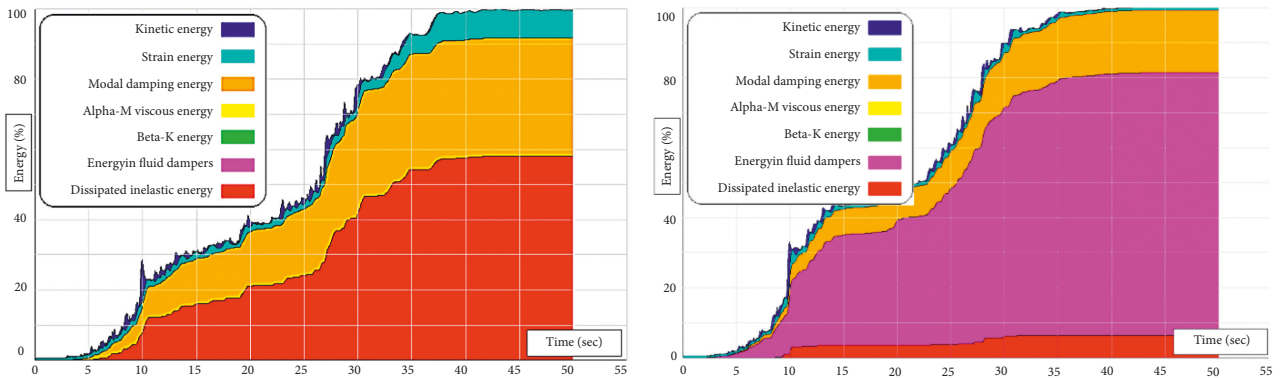 100
80
40
20
0
Energy (%)
Kinetic energy
Strain energy
Modal damping energy
Alpha-M viscous energy
Beta-K energy
Energyin fluid dampers
Dissipated inelastic energy
Time (sec)
0 5 10 15 20 25 30 35 40 45 50 55
100
80
60
40
20
0
Energy (%)
Kinetic energy
Strain energy
Modal damping energy
Alpha-M viscous energy
Beta-K energy
Energyin fluid dampers
Dissipated inelastic energy
Time (sec)
0 5 10 15 20 25 30 35 40 45 50 55